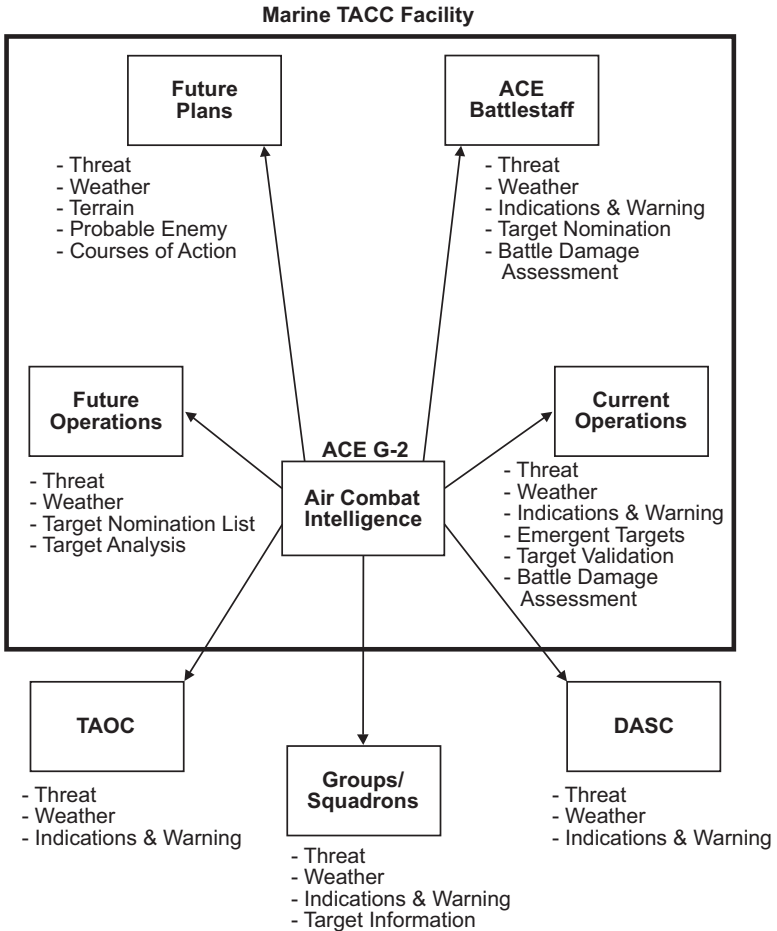 Marine TACC Facility
Future
Plans
- Threat
- Weather
- Terrain
- Probable Enemy
- Courses of Action
ACE
Battlestaff
- Threat
- Weather
- Indications & Warning
- Target Nomination
- Battle Damage
Assessment
Future
Operations
- Threat
- Weather
- Target Nomination List
- Target Analysis
ACE G-2
Air Combat
Intelligence
Current
Operations
- Threat
- Weather
- Indications & Warning
- Emergent Targets
- Target Validation
- Battle Damage
Assessment
TAOC
- Threat
- Weather
- Indications & Warning
Groups/
Squadrons
- Threat
- Weather
- Indications & Warning
- Target Information
DASC
- Threat
- Weather
- Indications & Warning